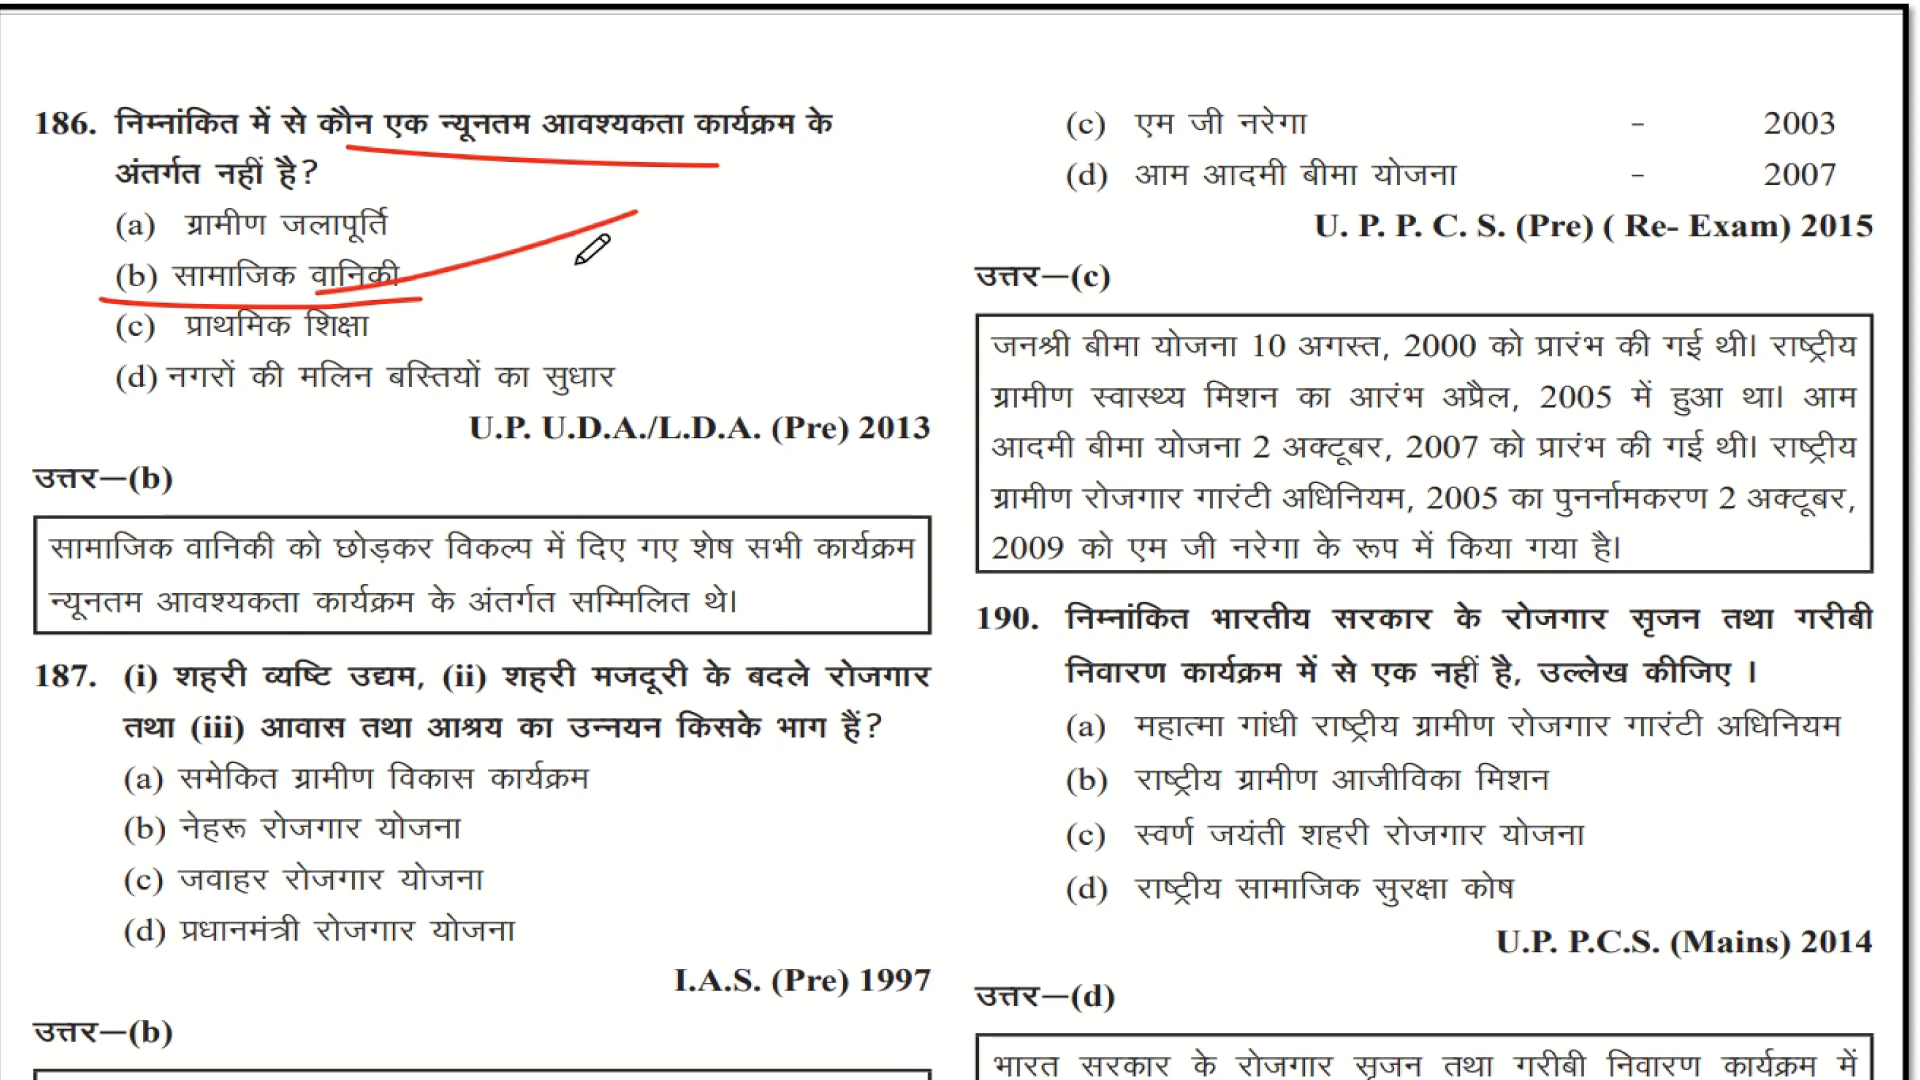 186. निम्नांकित में से कौन एक न्यूनतम आवश्यकता कार्यक्रम के
अंतर्गत नहीं है?
(a) ग्रामीण जलापूर्ति
(b) सामाजिक वानिकी
(c) प्राथमिक शिक्षा
(d) नगरों की मलिन बस्तियों का सुधार
U.P. U.D.A./L.D.A. (Pre) 2013
उत्तर—(b)
सामाजिक वानिकी को छोड़कर विकल्प में दिए गए शेष सभी कार्यक्रम
न्यूनतम आवश्यकता कार्यक्रम के अंतर्गत सम्मिलित थे।
187. (i) शहरी व्यष्टि उद्यम, (ii) शहरी मजदूरी के बदले रोजगार
तथा (iii) आवास तथा आश्रय का उन्नयन किसके भाग हैं?
(a) समेकित ग्रामीण विकास कार्यक्रम
(b) नेहरू रोजगार योजना
(c) जवाहर रोजगार योजना
(d) प्रधानमंत्री रोजगार योजना
I.A.S. (Pre) 1997
उत्तर—(b)
(c) एम जी नरेगा - 2003
(d) आम आदमी बीमा योजना - 2007
U. P. P. C. S. (Pre) ( Re- Exam) 2015
उत्तर—(c)
जनश्री बीमा योजना 10 अगस्त, 2000 को प्रारंभ की गई थी। राष्ट्रीय
ग्रामीण स्वास्थ्य मिशन का आरंभ अप्रैल, 2005 में हुआ था। आम
आदमी बीमा योजना 2 अक्टूबर, 2007 को प्रारंभ की गई थी। राष्ट्रीय
ग्रामीण रोजगार गारंटी अधिनियम, 2005 का पुनर्नामकरण 2 अक्टूबर,
2009 को एम जी नरेगा के रूप में किया गया है।
190. निम्नांकित भारतीय सरकार के रोजगार सृजन तथा गरीबी
निवारण कार्यक्रम में से एक नहीं है, उल्लेख कीजिए ।
(a) महात्मा गांधी राष्ट्रीय ग्रामीण रोजगार गारंटी अधिनियम
(b) राष्ट्रीय ग्रामीण आजीविका मिशन
(c) स्वर्ण जयंती शहरी रोजगार योजना
(d) राष्ट्रीय सामाजिक सुरक्षा कोष
U.P. P.C.S. (Mains) 2014
उत्तर—(d)
भारत सरकार के रोजगार सृजन तथा गरीबी निवारण कार्यक्रम में